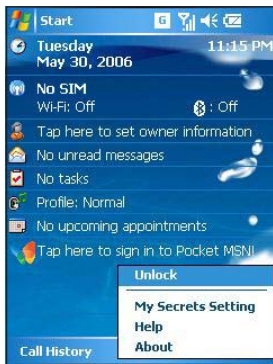 Start
G
Tuesday 11:15 PM
May 30, 2006
No SIM
Wi-Fi: Off : Off
Tap here to set owner information
No unread messages
No tasks
Profile: Normal
No upcoming appointments
Tap here to sign in to Pocket MSN!
Unlock
My Secrets Setting
Help
About
Call History